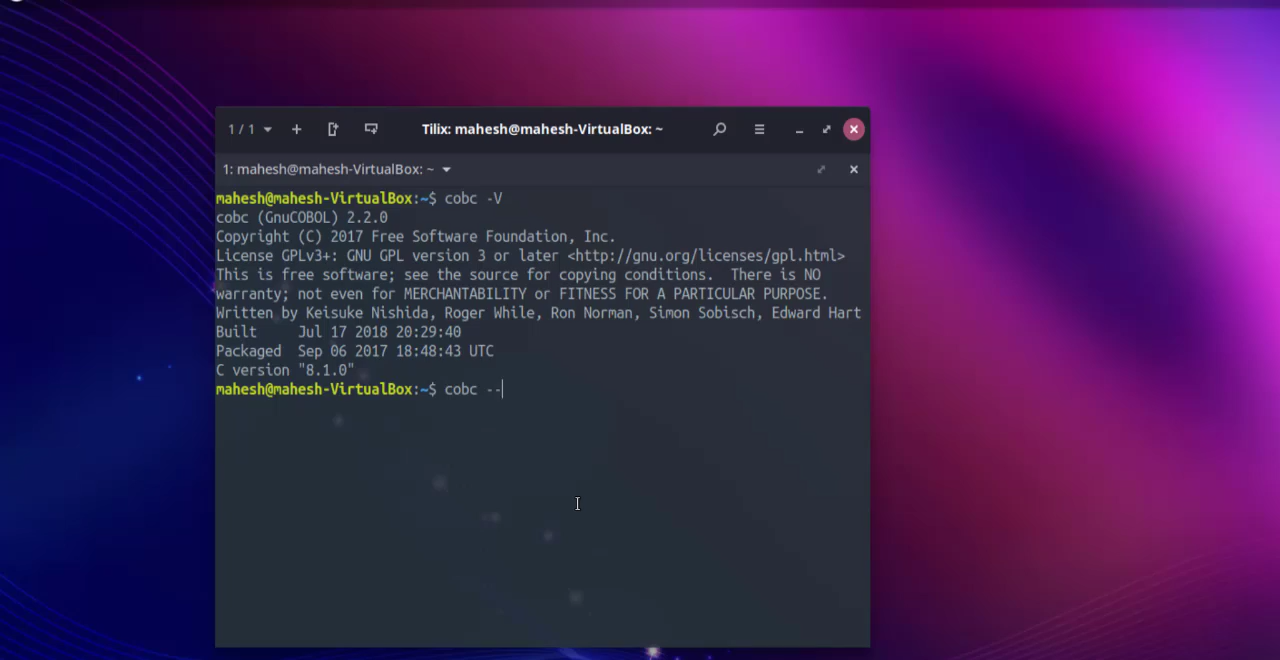 1 / 1
Tilix: mahesh@mahesh-VirtualBox: ~
1: mahesh@mahesh-VirtualBox: ~
mahesh@mahesh-VirtualBox:~$ cobc -V
cobc (GnuCOBOL) 2.2.0
Copyright (C) 2017 Free Software Foundation, Inc.
License GPLv3+: GNU GPL version 3 or later <http://gnu.org/licenses/gpl.html>
This is free software; see the source for copying conditions.  There is NO
warranty; not even for MERCHANTABILITY or FITNESS FOR A PARTICULAR PURPOSE.
Written by Keisuke Nishida, Roger While, Ron Norman, Simon Sobisch, Edward Hart
Built    Jul 17 2018 20:29:40
Packaged  Sep 06 2017 18:48:43 UTC
C version "8.1.0"
mahesh@mahesh-VirtualBox:~$ cobc --